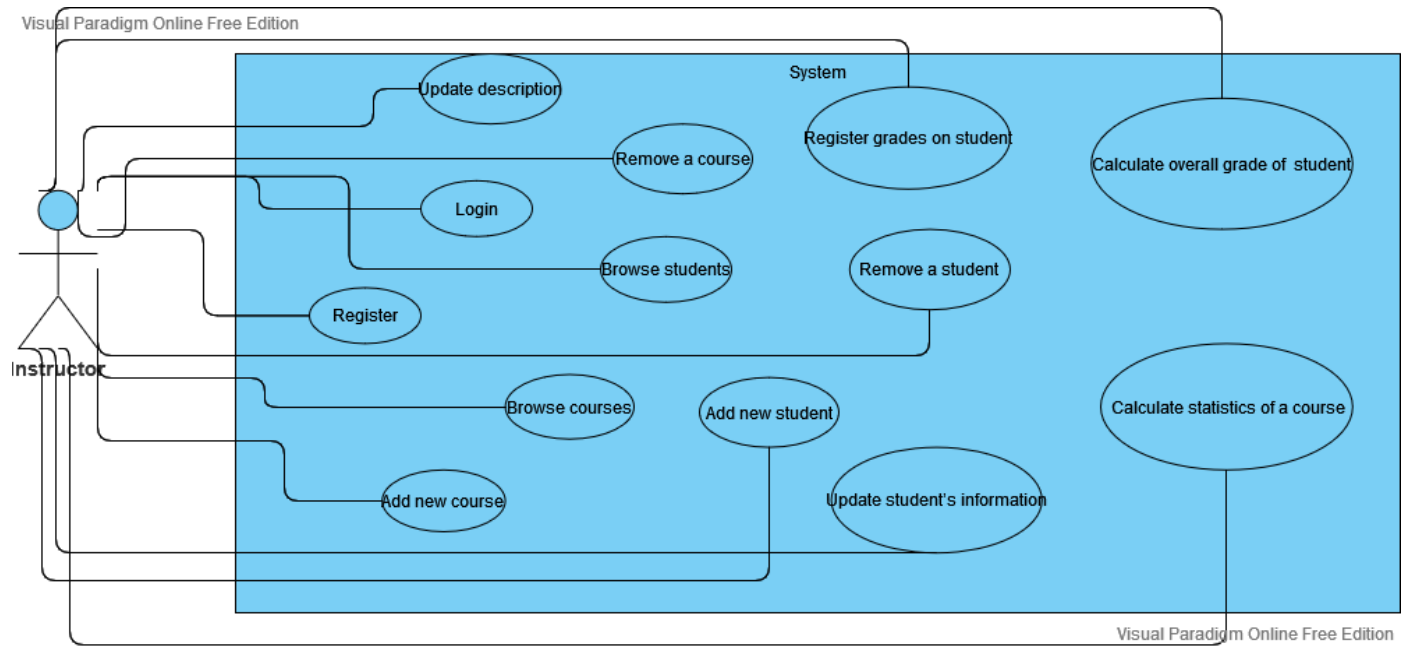 Visual Paradigm Online Free Edition
System
Update description
Register grades on student
Remove a course
Calculate overall grade of student
Login
Browse students
Remove a student
Register
Instructor
Browse courses
Add new student
Calculate statistics of a course
Add new course
Update student's information
Visual Paradigm Online Free Edition